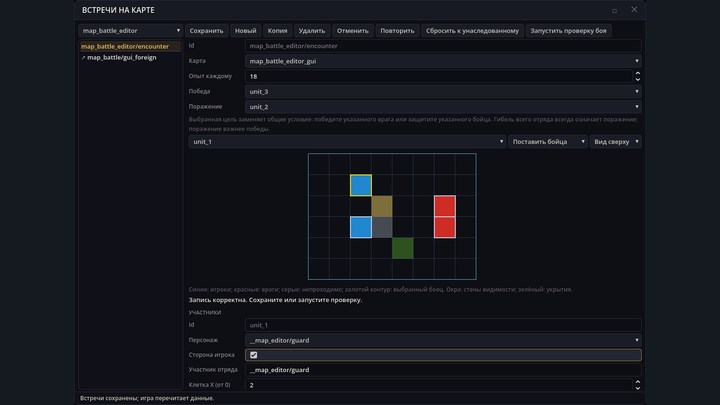 ВСТРЕЧИ НА КАРТЕ
map_battle_editor
Сохранить
Новый
Копия
Удалить
Отменить
Повторить
Сбросить к унаследованному
Запустить проверку боя
map_battle_editor/encounter
map_battle/gui_foreign
Id
map_battle_editor/encounter
Карта
map_battle_editor_gui
Опыт каждому
18
Победа
unit_3
Поражение
unit_2
Выбранная цель заменяет общее условие: победите указанного врага или защитите указанного бойца. Гибель всего отряда всегда означает поражение;
поражение важнее победы.
unit_1
Поставить бойца
Вид сверху
Синие: игроки; красные: враги; серые: непроходимо; золотой контур: выбранный боец. Охра: стены видимости; зелёный: укрытия.
Запись корректна. Сохраните или запустите проверку.
УЧАСТНИКИ
Id
unit_1
Персонаж
__map_editor/guard
Сторона игрока
Участник отряда
__map_editor/guard
Клетка X (от 0)
2
Встречи сохранены; игра перечитает данные.